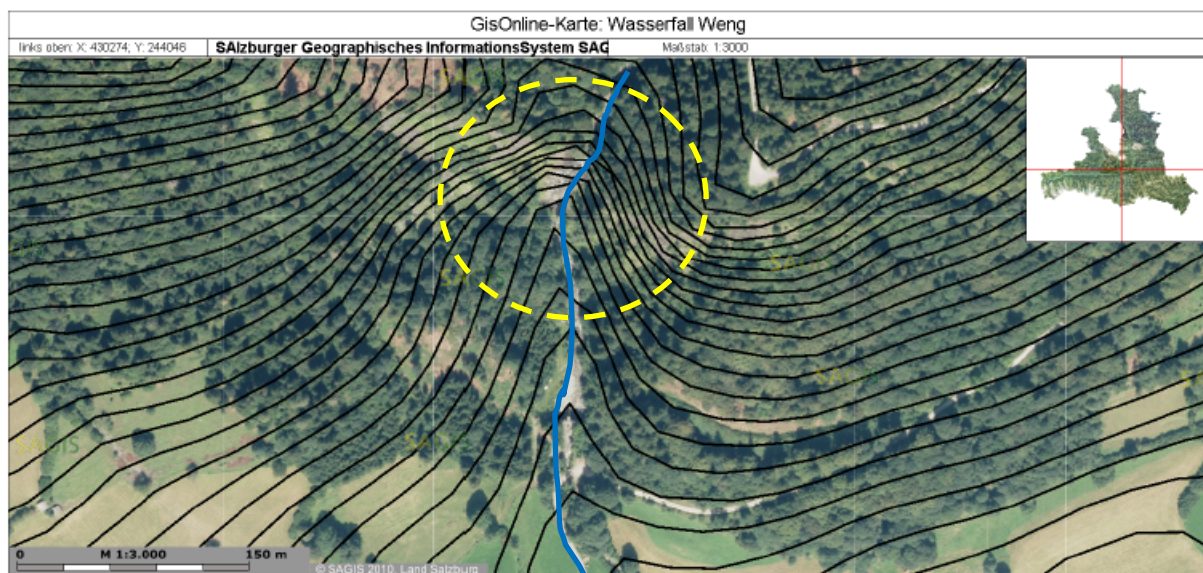 GisOnline-Karte: Wasserfall Weng
links oben: X: 430274; Y: 244046 SAlzburger Geographisches InformationsSystem SAG Maßstab: 1:3000
SAGIS
SAGIS
SAGIS
SAGIS
0 M 1:3.000 150 m
© SAGIS 2010, Land Salzburg